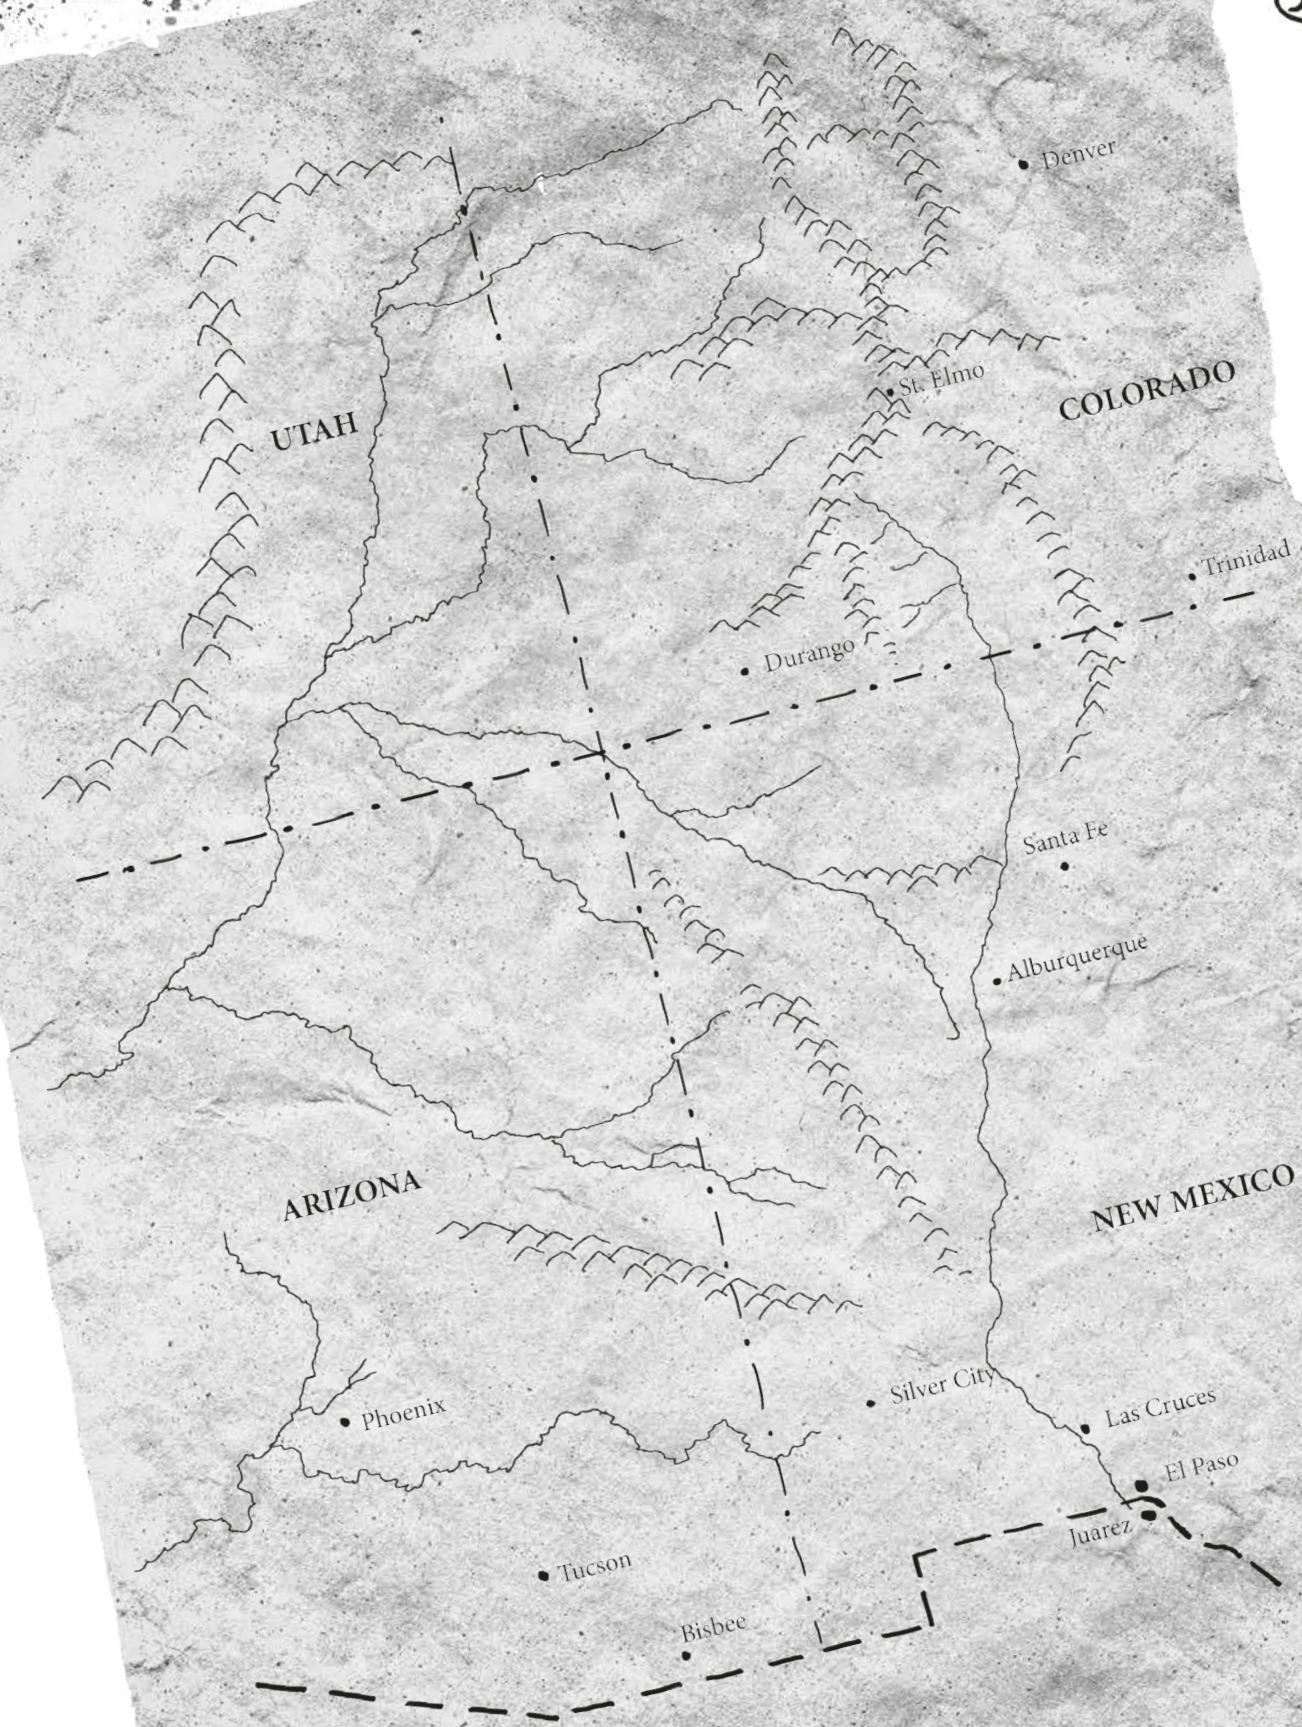 Denver
St. Elmo
COLORADO
UTAH
Trinidad
Durango
Santa Fe
Alburquerque
ARIZONA
NEW MEXICO
Silver City
Las Cruces
Phoenix
El Paso
Juarez
Tucson
Bisbee